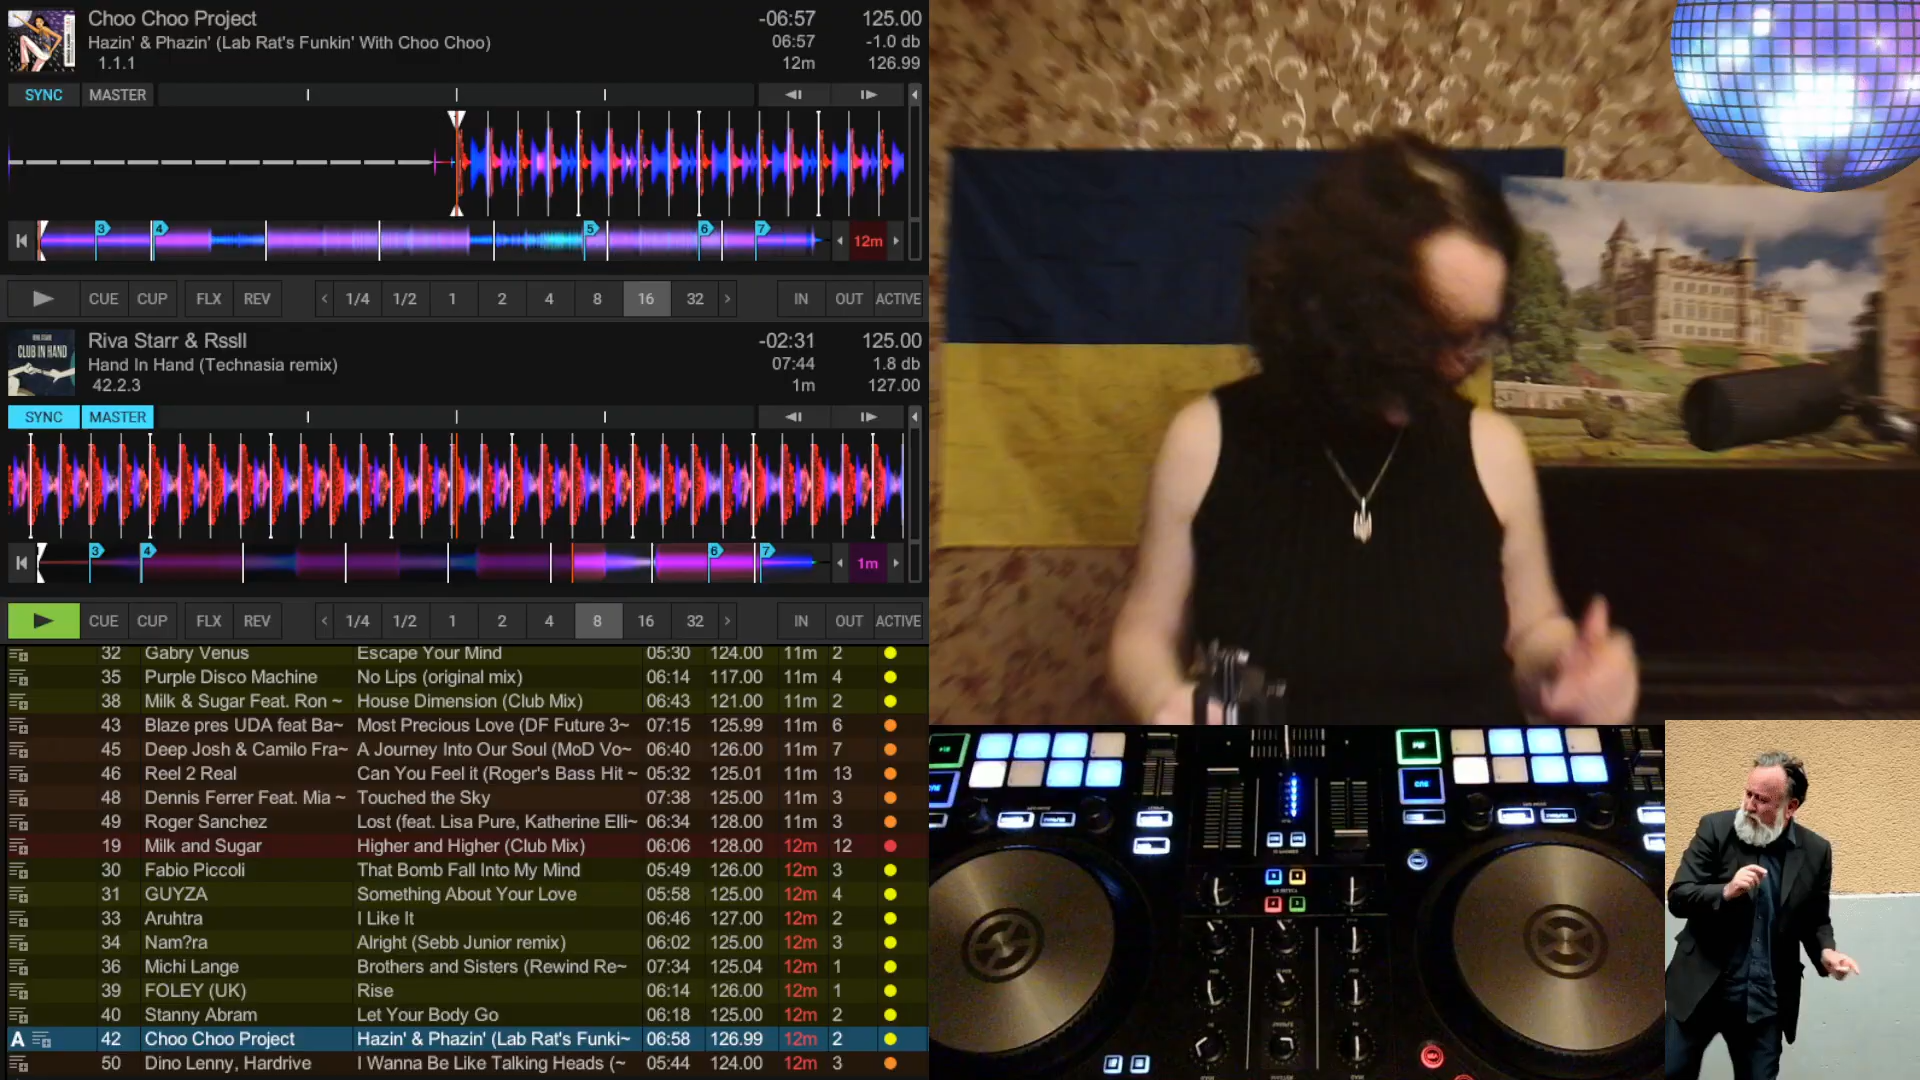 Choo Choo Project -06:57 125.00
Hazin' & Phazin' (Lab Rat's Funkin' With Choo Choo) 06:57 -1.0 db
1.1.1 12m 126.99
SYNC MASTER
3 4 5 6 7 12m
CUE CUP FLX REV 1/4 1/2 1 2 4 8 16 32 IN OUT ACTIVE
CLUB IN HAND
Riva Starr & Rssll -02:31 125.00
Hand In Hand (Technasia remix) 07:44 1.8 db
42.2.3 1m 127.00
SYNC MASTER
3 4 6 7 1m
CUE CUP FLX REV 1/4 1/2 1 2 4 8 16 32 IN OUT ACTIVE
32 Gabry Venus Escape Your Mind 05:30 124.00 11m 2
35 Purple Disco Machine No Lips (original mix) 06:14 117.00 11m 4
38 Milk & Sugar Feat. Ron ~ House Dimension (Club Mix) 06:43 121.00 11m 2
43 Blaze pres UDA feat Ba~ Most Precious Love (DF Future 3~ 07:15 125.99 11m 6
45 Deep Josh & Camilo Fra~ A Journey Into Our Soul (MoD Vo~ 06:40 126.00 11m 7
46 Reel 2 Real Can You Feel it (Roger's Bass Hit ~ 05:32 125.01 11m 13
48 Dennis Ferrer Feat. Mia ~ Touched the Sky 07:38 125.00 11m 3
49 Roger Sanchez Lost (feat. Lisa Pure, Katherine Elli~ 06:34 128.00 11m 3
19 Milk and Sugar Higher and Higher (Club Mix) 06:06 128.00 12m 12
30 Fabio Piccoli That Bomb Fall Into My Mind 05:49 126.00 12m 3
31 GUYZA Something About Your Love 05:58 125.00 12m 4
33 Aruhtra I Like It 06:46 127.00 12m 2
34 Nam?ra Alright (Sebb Junior remix) 06:02 125.00 12m 3
36 Michi Lange Brothers and Sisters (Rewind Re~ 07:34 125.04 12m 1
39 FOLEY (UK) Rise 06:14 126.00 12m 1
40 Stanny Abram Let Your Body Go 06:18 125.00 12m 2
A 42 Choo Choo Project Hazin' & Phazin' (Lab Rat's Funki~ 06:58 126.99 12m 2
50 Dino Lenny, Hardrive I Wanna Be Like Talking Heads (~ 05:44 124.00 12m 3